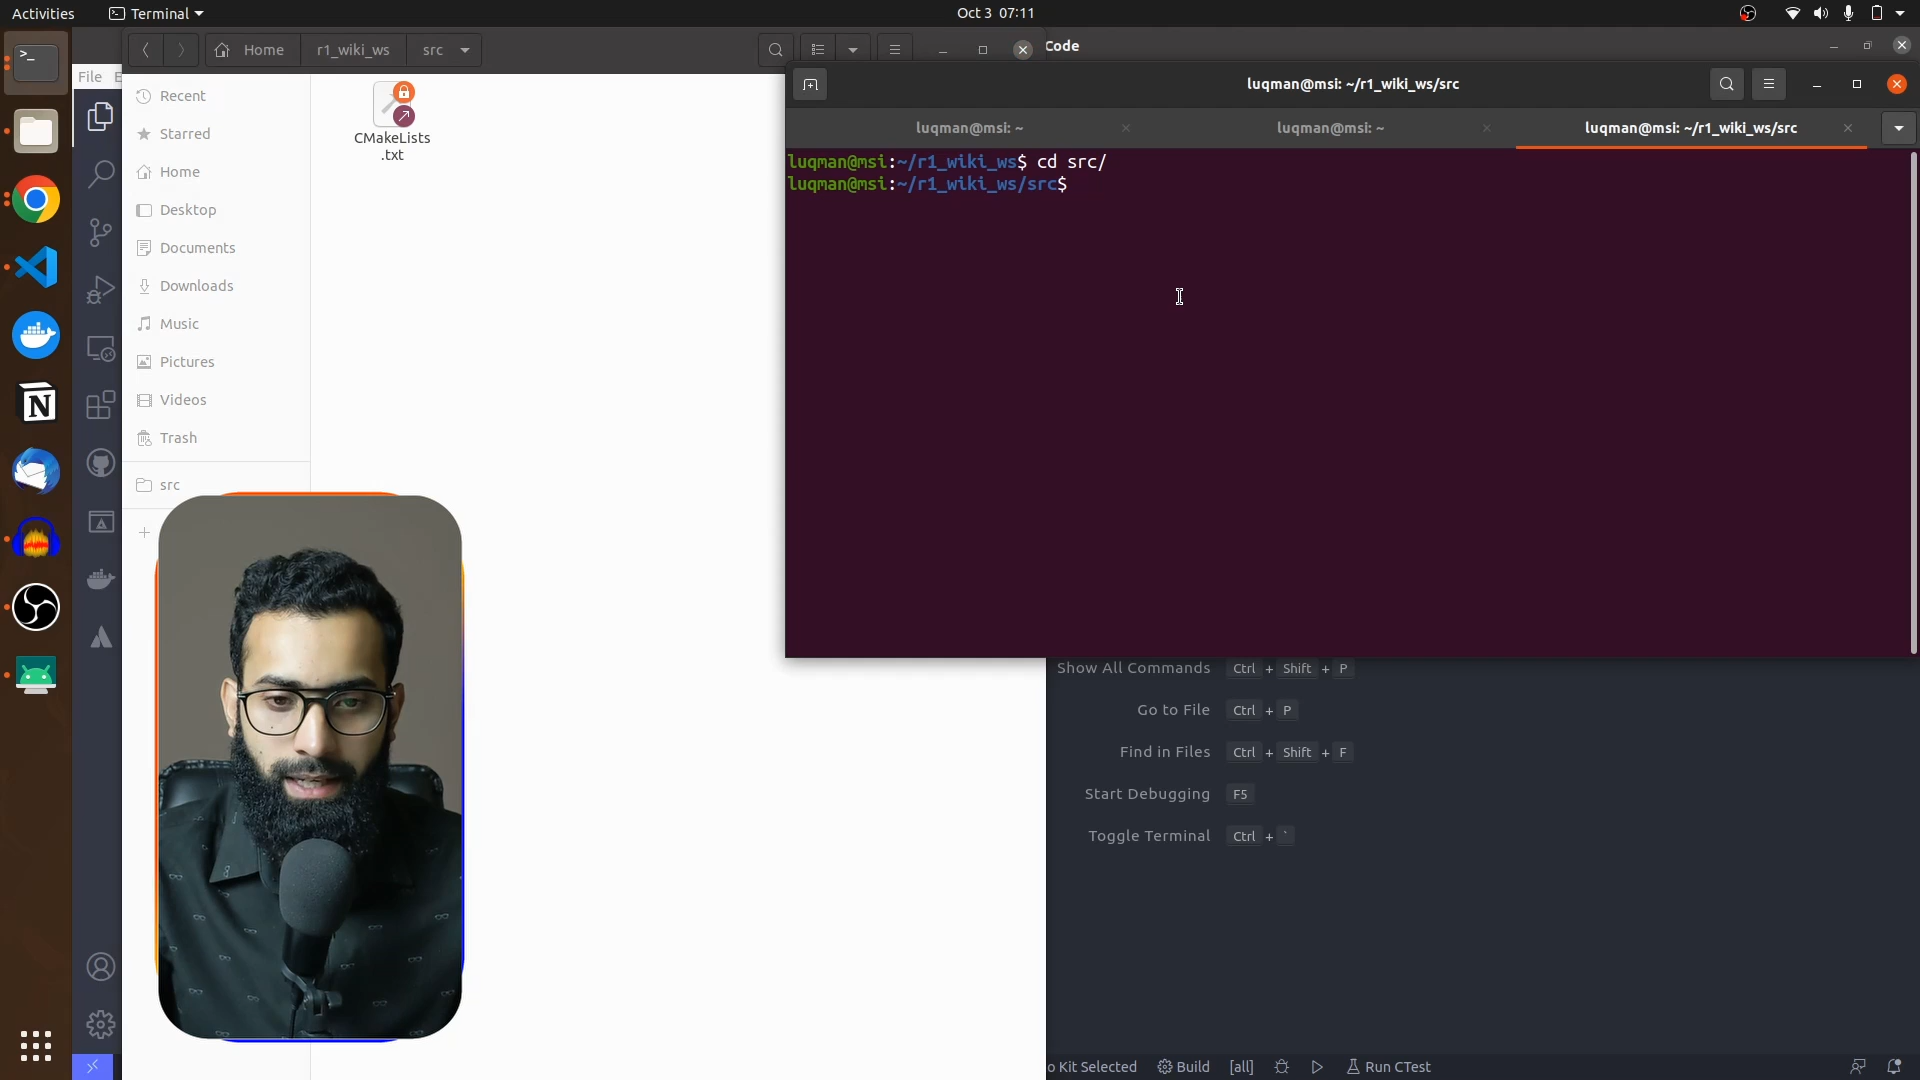 Activities
Terminal
Oct 3 07:11
Home
r1_wiki_ws
src
Code
File
Recent
Starred
Home
Desktop
Documents
Downloads
Music
Pictures
Videos
Trash
src
CMakeLists
.txt
luqman@msi: ~/r1_wiki_ws/src
luqman@msi: ~
luqman@msi: ~
luqman@msi: ~/r1_wiki_ws/src
luqman@msi:~/r1_wiki_ws$ cd src/
luqman@msi:~/r1_wiki_ws/src$
Show All Commands Ctrl + Shift + P
Go to File Ctrl + P
Find in Files Ctrl + Shift + F
Start Debugging F5
Toggle Terminal Ctrl + `
Kit Selected
Build
[all]
Run CTest